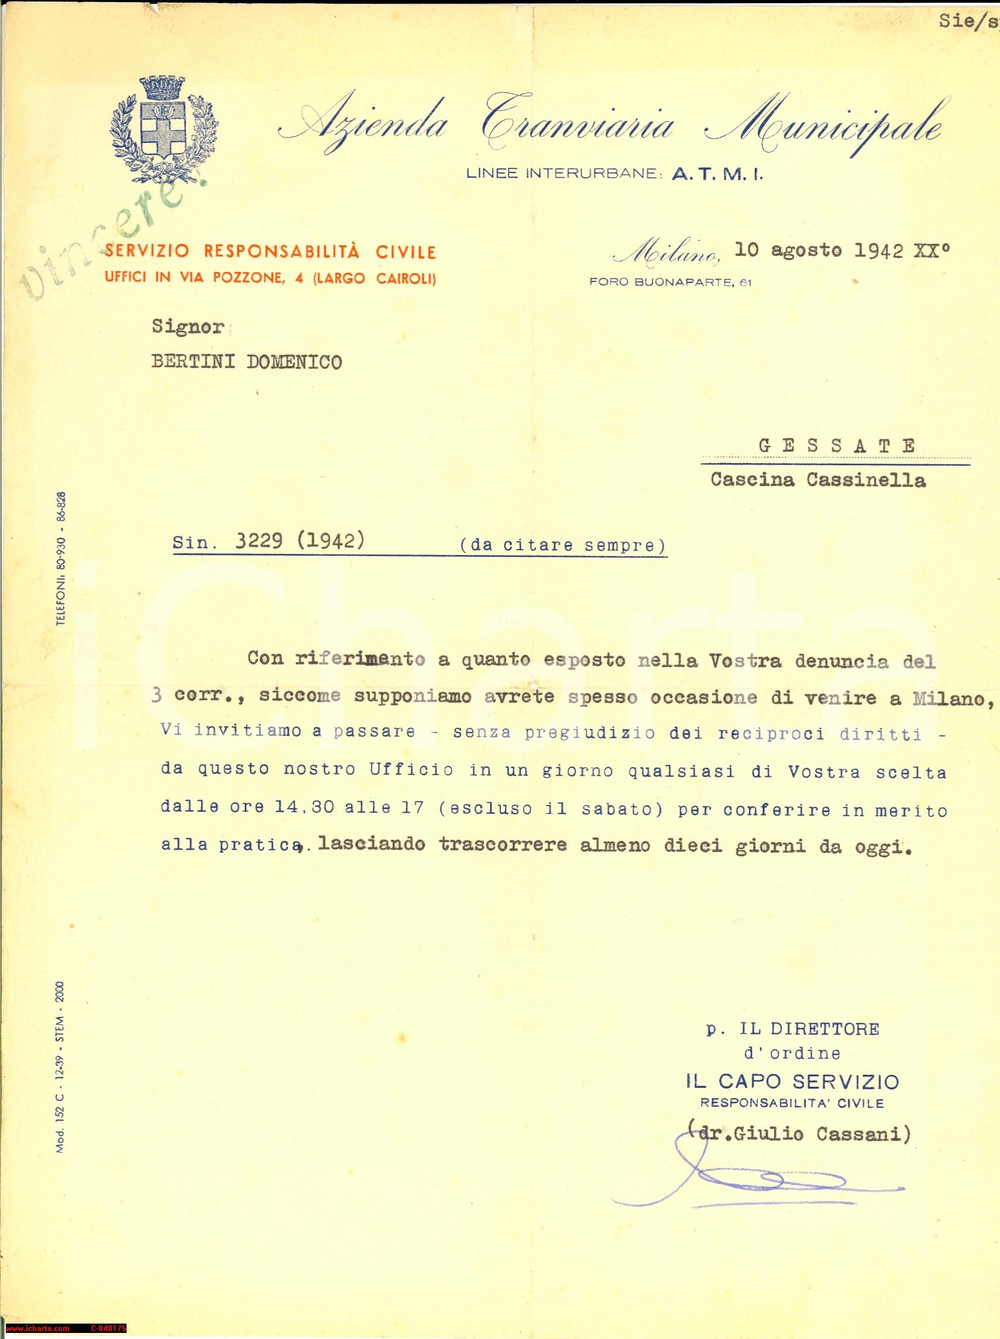 Sie/s
Azienda Tranviaria Municipale
LINEE INTERURBANE: A. T. M. I.
vincere!
SERVIZIO RESPONSABILITÀ CIVILE
UFFICI IN VIA POZZONE, 4 (LARGO CAIROLI)
Milano, 10 agosto 1942 XX°
FORO BUONAPARTE, 61
Signor
BERTINI DOMENICO
G E S S A T E
Cascina Cassinella
TELEFONI: 80-930 - 86-828
Sin. 3229 (1942) (da citare sempre)
iCharta
Con riferimento a quanto esposto nella Vostra denuncia del
3 corr., siccome supponiamo avrete spesso occasione di venire a Milano,
Vi invitiamo a passare - senza pregiudizio dei reciproci diritti -
da questo nostro Ufficio in un giorno qualsiasi di Vostra scelta
dalle ore 14,30 alle 17 (escluso il sabato) per conferire in merito
alla pratica, lasciando trascorrere almeno dieci giorni da oggi.
Mod. 152 C - 12-39 - STEM - 2000
p. IL DIRETTORE
d'ordine
IL CAPO SERVIZIO
RESPONSABILITA' CIVILE
(dr.Giulio Cassani)
www.icharta.com C-040175